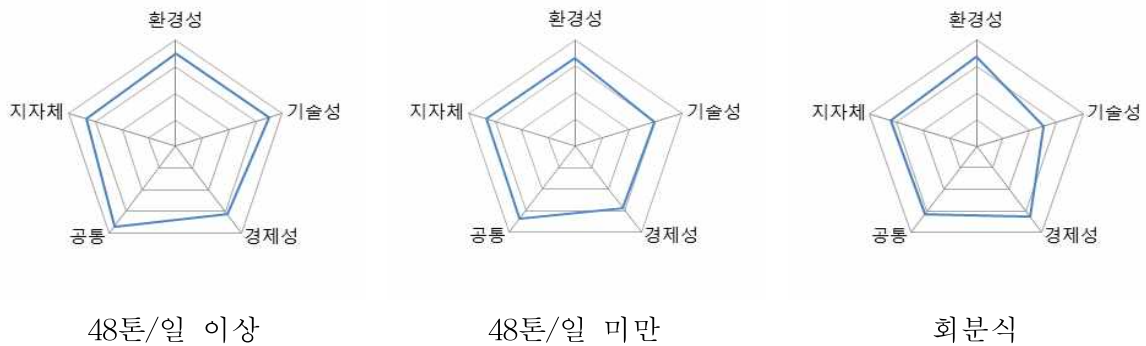 환경성 환경성 환경성
지자체 기술성 지자체 기술성 지자체 기술성
공통 경제성 공통 경제성 공통 경제성
48톤/일 이상 48톤/일 미만 회분식